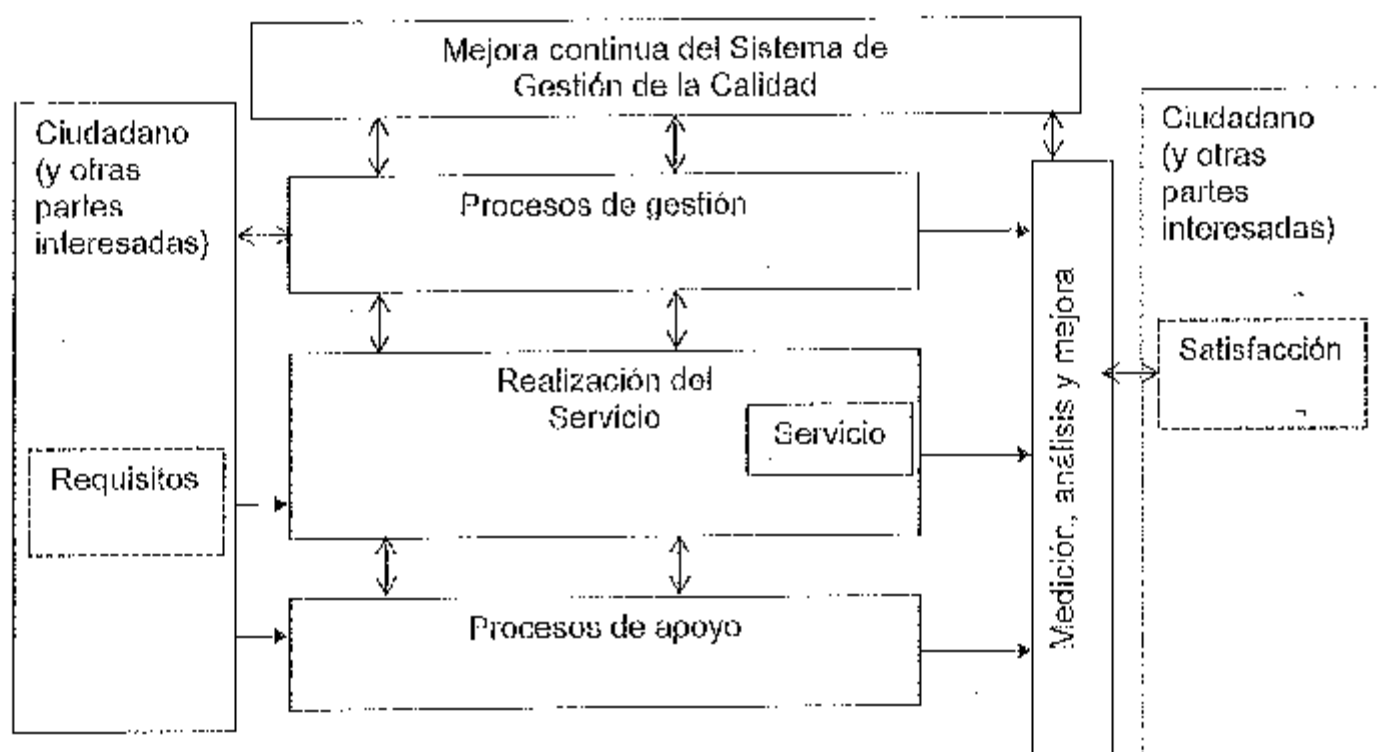 Mejora continua del Sistema de
Gestión de la Calidad
Ciudadano
(y otras
partes
interesadas)
Requisitos
Procesos de gestión
Realización del
Servicio
Servicio
Procesos de apoyo
Medición, análisis y mejora
Ciudadano
(y otras
partes
interesadas)
Satisfacción